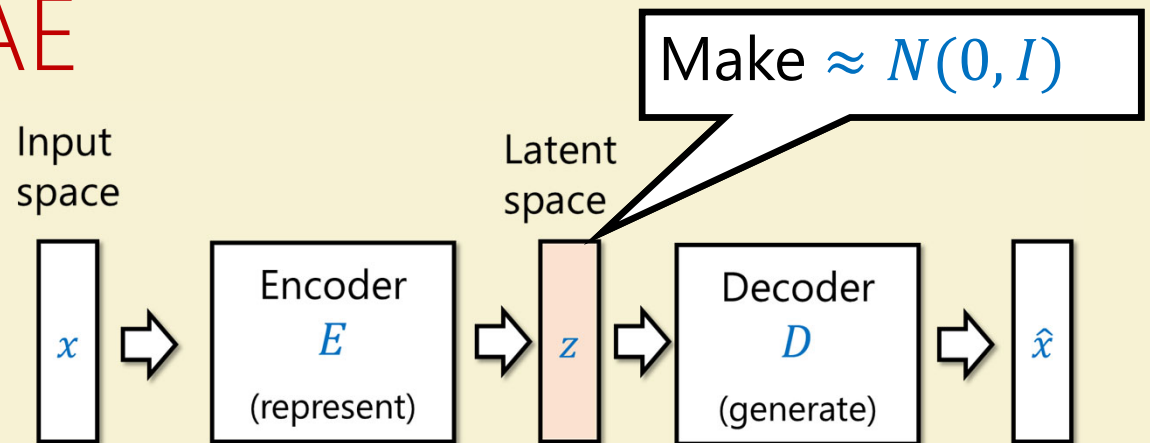 AE
Make ≈ N(0, I)
Input
space
Latent
space
x
Encoder
E
(represent)
z
Decoder
D
(generate)
x̂